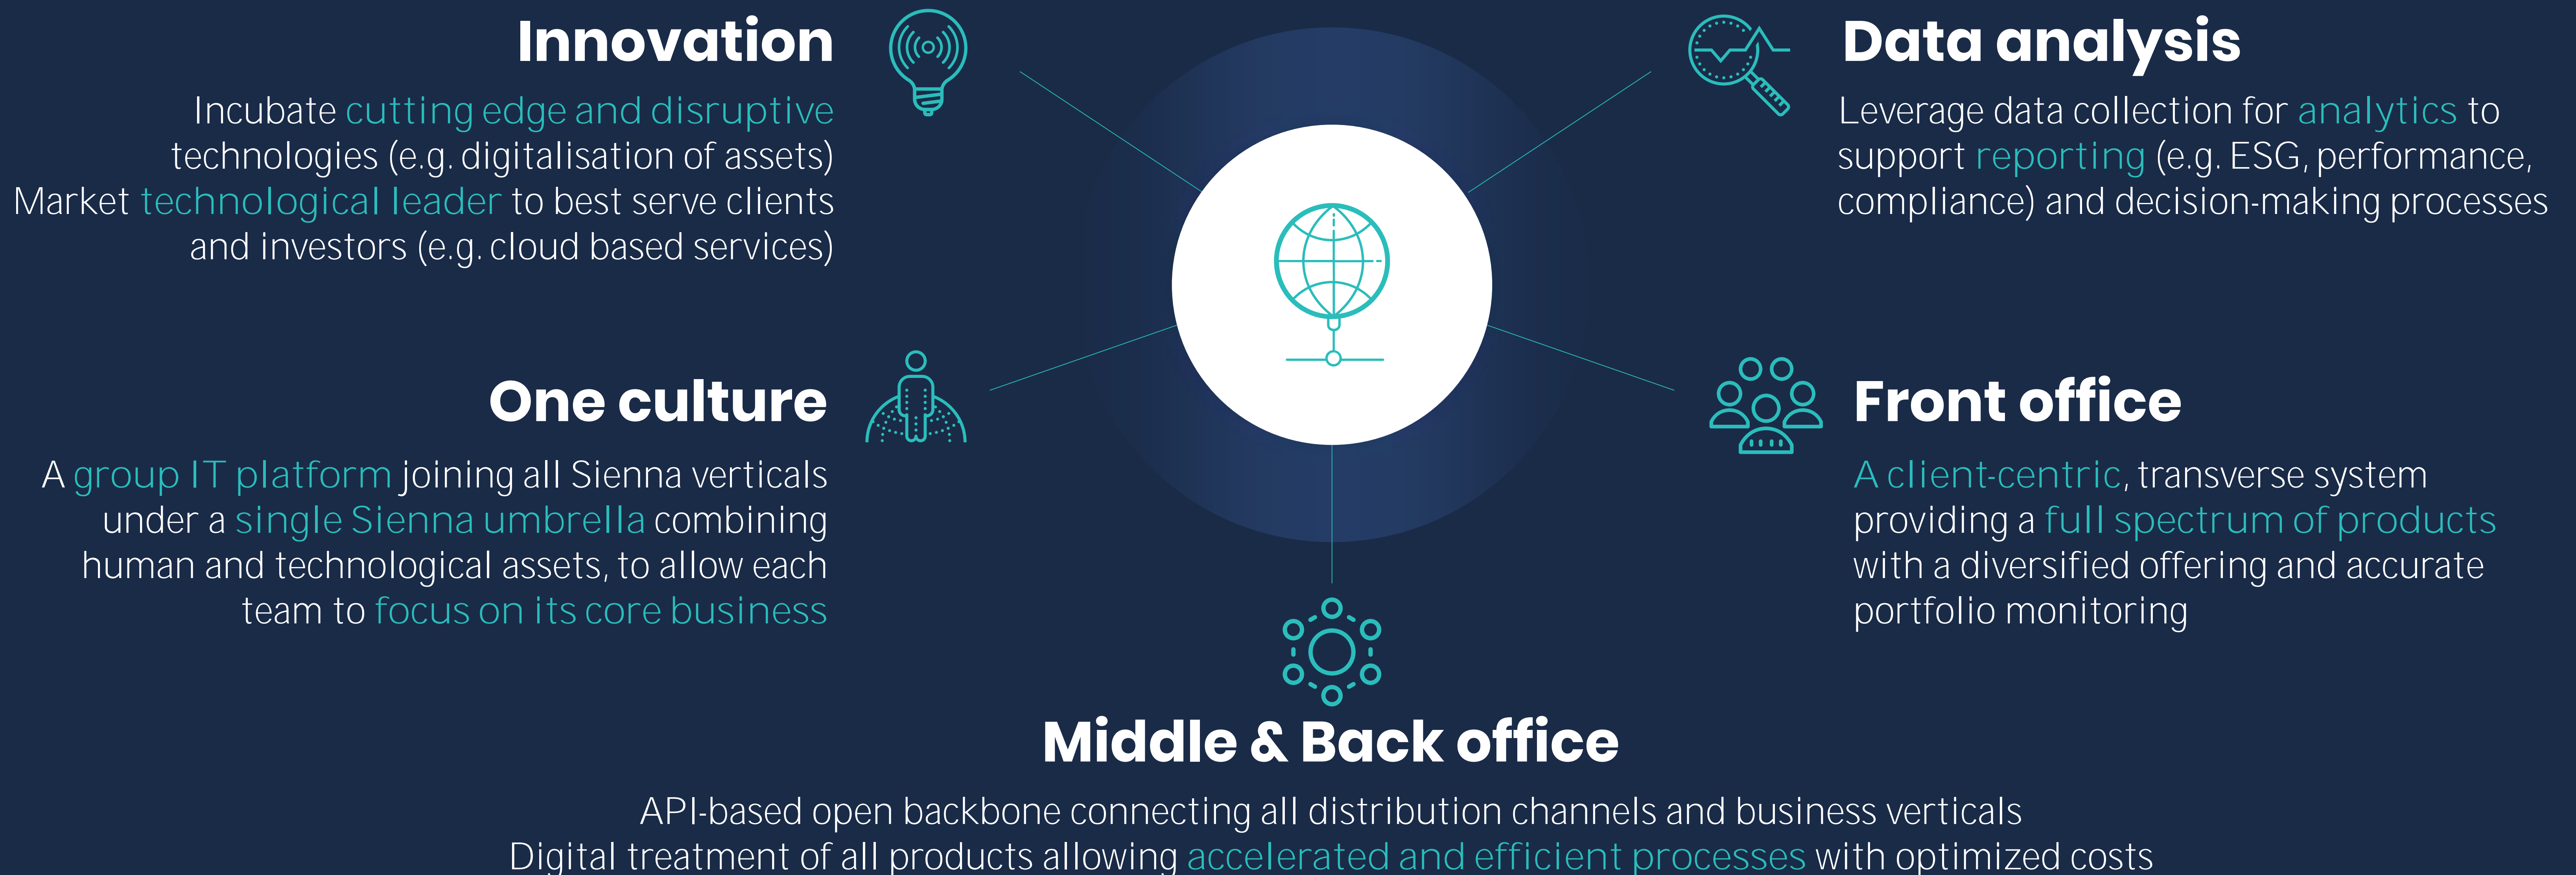 Innovation
Incubate cutting edge and disruptive
technologies (e.g. digitalisation of assets)
Market technological leader to best serve clients
and investors (e.g. cloud based services)
Data analysis
Leverage data collection for analytics to
support reporting (e.g. ESG, performance,
compliance) and decision-making processes
One culture
A group IT platform joining all Sienna verticals
under a single Sienna umbrella combining
human and technological assets, to allow each
team to focus on its core business
Front office
A client-centric, transverse system
providing a full spectrum of products
with a diversified offering and accurate
portfolio monitoring
Middle & Back office
API-based open backbone connecting all distribution channels and business verticals
Digital treatment of all products allowing accelerated and efficient processes with optimized costs